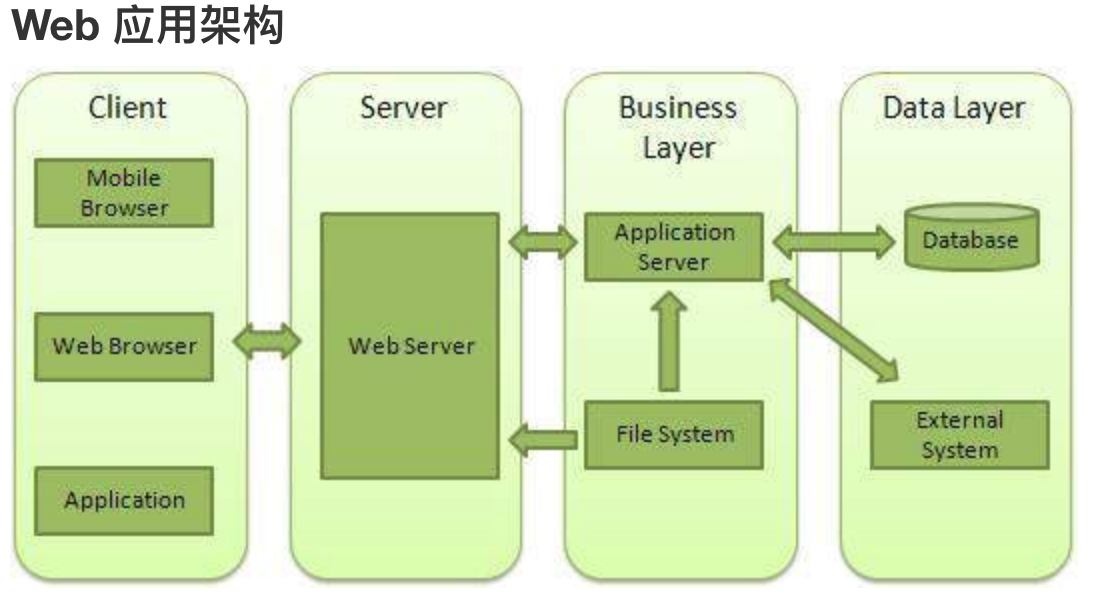 Web 应用架构
Client
Mobile
Browser
Web Browser
Application
Server
Web Server
Business
Layer
Application
Server
File System
Data Layer
Database
External
System